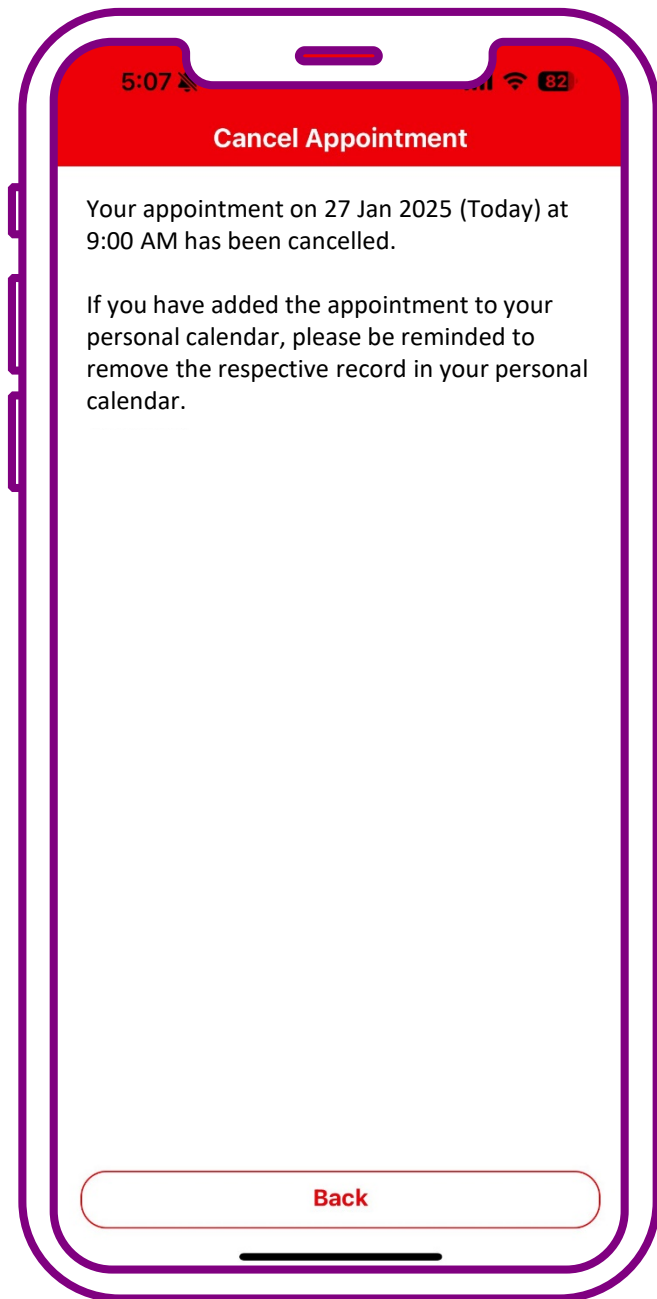 5:07
82
Cancel Appointment
Your appointment on 27 Jan 2025 (Today) at
9:00 AM has been cancelled.
If you have added the appointment to your
personal calendar, please be reminded to
remove the respective record in your personal
calendar.
Back